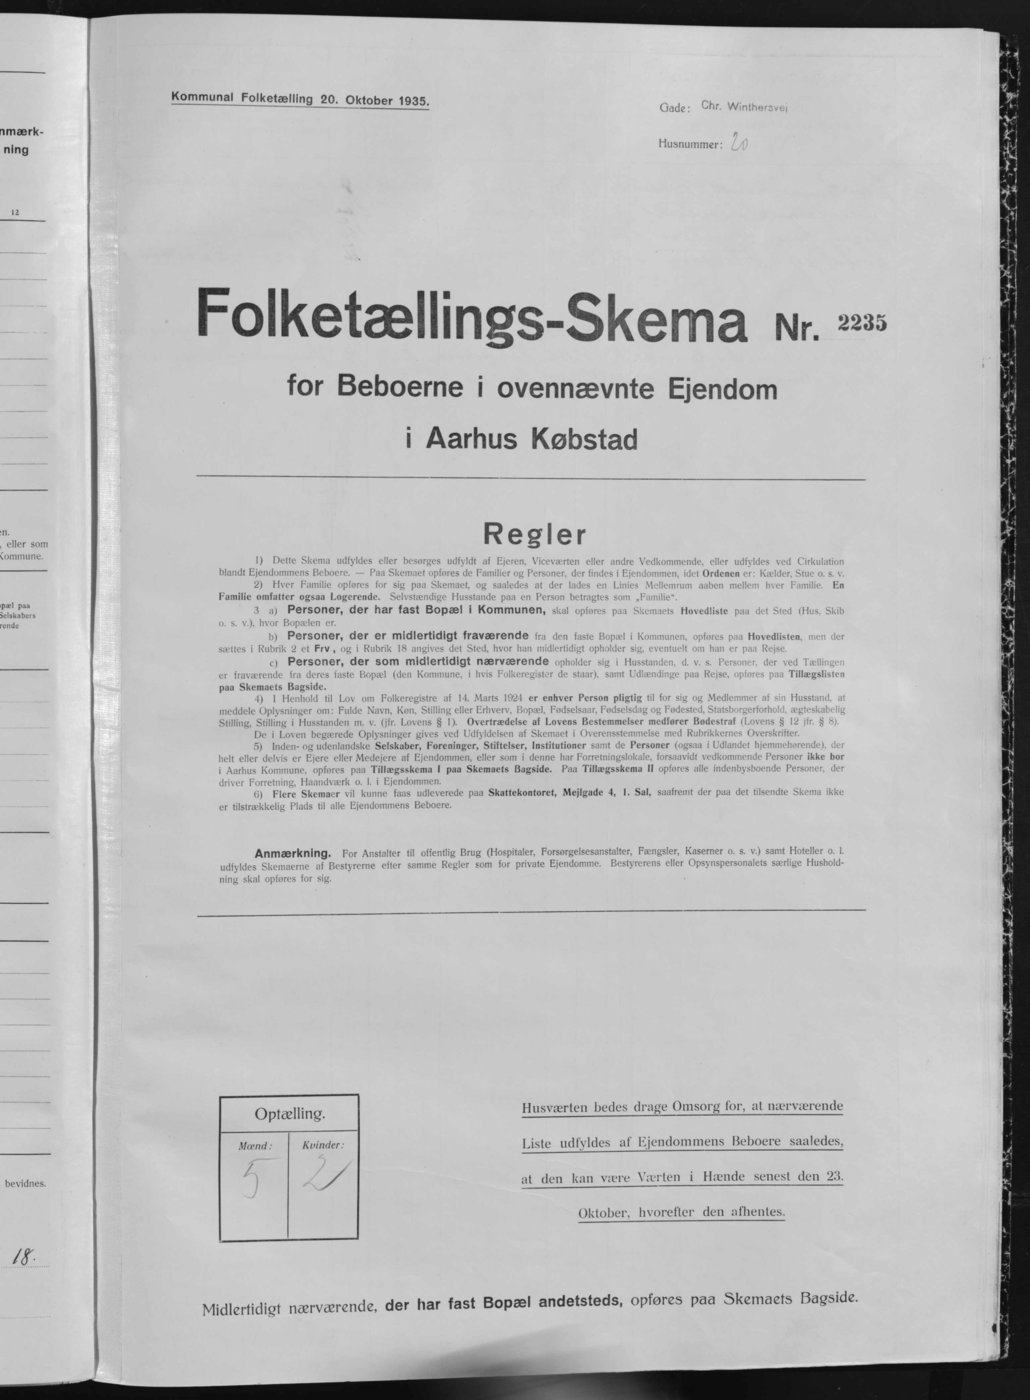 nmærk-
ning
12
en.
, eller som
Kommune.
opæl paa
Selskabers
rende
bevidnes.
18.
Kommunal Folketælling 20. Oktober 1935.
Gade: Chr. Winthersvej
Husnummer: 20
Folketællings-Skema Nr. 2235
for Beboerne i ovennævnte Ejendom
i Aarhus Købstad
Regler
1) Dette Skema udfyldes eller besørges udfyldt af Ejeren, Viceværten eller andre Vedkommende, eller udfyldes ved Cirkulation
blandt Ejendommens Beboere. — Paa Skemaet opføres de Familier og Personer, der findes i Ejendommen, idet Ordenen er: Kælder, Stue o. s. v.
2) Hver Familie opføres for sig paa Skemaet, og saaledes at der lades en Linies Mellemrum aaben mellem hver Familie. En
Familie omfatter ogsaa Logerende. Selvstændige Husstande paa en Person betragtes som „Familie“.
3 a) Personer, der har fast Bopæl i Kommunen, skal opføres paa Skemaets Hovedliste paa det Sted (Hus, Skib
o. s. v.), hvor Bopælen er.
b) Personer, der er midlertidigt fraværende fra den faste Bopæl i Kommunen, opføres paa Hovedlisten, men der
sættes i Rubrik 2 et Frv., og i Rubrik 18 angives det Sted, hvor han midlertidigt opholder sig, eventuelt om han er paa Rejse.
c) Personer, der som midlertidigt nærværende opholder sig i Husstanden, d. v. s. Personer, der ved Tællingen
er fraværende fra deres faste Bopæl (den Kommune, i hvis Folkeregister de staar), samt Udlændinge paa Rejse, opføres paa Tillægslisten
paa Skemaets Bagside.
4) I Henhold til Lov om Folkeregistre af 14. Marts 1924 er enhver Person pligtig til for sig og Medlemmer af sin Husstand, at
meddele Oplysninger om: Fulde Navn, Køn, Stilling eller Erhverv, Bopæl, Fødselsaar, Fødselsdag og Fødested, Statsborgerforhold, ægteskabelig
Stilling, Stilling i Husstanden m. v. (jfr. Lovens § 1). Overtrædelse af Lovens Bestemmelser medfører Bødestraf (Lovens § 12 jfr. § 8).
De i Loven begærede Oplysninger gives ved Udfyldelsen af Skemaet i Overensstemmelse med Rubrikkernes Overskrifter.
5) Inden- og udenlandske Selskaber, Foreninger, Stiftelser, Institutioner samt de Personer (ogsaa i Udlandet hjemmehørende), der
helt eller delvis er Ejere eller Medejere af Ejendommen, eller som i denne har Forretningslokale, forsaavidt vedkommende Personer ikke bor
i Aarhus Kommune, opføres paa Tillægsskema I paa Skemaets Bagside. Paa Tillægsskema II opføres alle indenbysboende Personer, der
driver Forretning, Haandværk o. l. i Ejendommen.
6) Flere Skemaer vil kunne faas udleverede paa Skattekontoret, Mejlgade 4, 1. Sal, saafremt der paa det tilsendte Skema ikke
er tilstrækkelig Plads til alle Ejendommens Beboere.
Anmærkning. For Anstalter til offentlig Brug (Hospitaler, Forsørgelsesanstalter, Fængsler, Kaserner o. s. v.) samt Hoteller o. l.
udfyldes Skemaerne af Bestyrerne efter samme Regler som for private Ejendomme. Bestyrerens eller Opsynspersonalets særlige Hushold-
ning skal opføres for sig.
Optælling.
Mænd: Kvinder:
5 2
Husværten bedes drage Omsorg for, at nærværende
Liste udfyldes af Ejendommens Beboere saaledes,
at den kan være Værten i Hænde senest den 23.
Oktober, hvorefter den afhentes.
Midlertidigt nærværende, der har fast Bopæl andetsteds, opføres paa Skemaets Bagside.